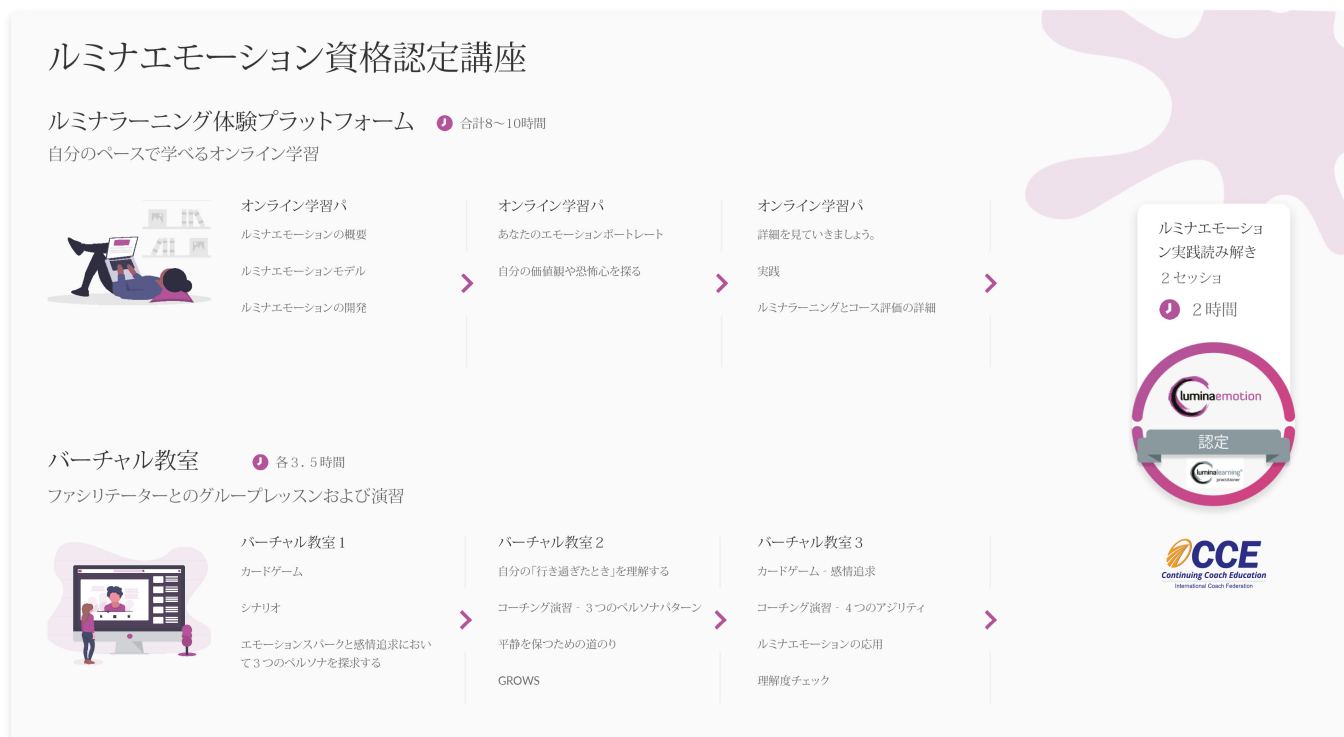 ルミナエモーション資格認定講座
ルミナラーニング体験プラットフォーム
合計8～10時間
自分のペースで学べるオンライン学習
オンライン学習パ
ルミナエモーションの概要
ルミナエモーションモデル
ルミナエモーションの開発
オンライン学習パ
あなたのエモーションポートレート
自分の価値観や恐怖心を探る
オンライン学習パ
詳細を見ていきましょう。
実践
ルミナラーニングとコース評価の詳細
ルミナエモーショ
ン実践読み解き
２セッショ
２時間
luminaemotion
認定
luminalearning
practitioner
CCE
Continuing Coach Education
International Coach Federation
バーチャル教室
各３．５時間
ファシリテーターとのグループレッスンおよび演習
バーチャル教室１
カードゲーム
シナリオ
エモーションスパークと感情追求におい
て３つのペルソナを探求する
バーチャル教室２
自分の「行き過ぎたとき」を理解する
コーチング演習 - ３つのペルソナパターン
平静を保つための道のり
GROWS
バーチャル教室３
カードゲーム - 感情追求
コーチング演習 - ４つのアジリティ
ルミナエモーションの応用
理解度チェック